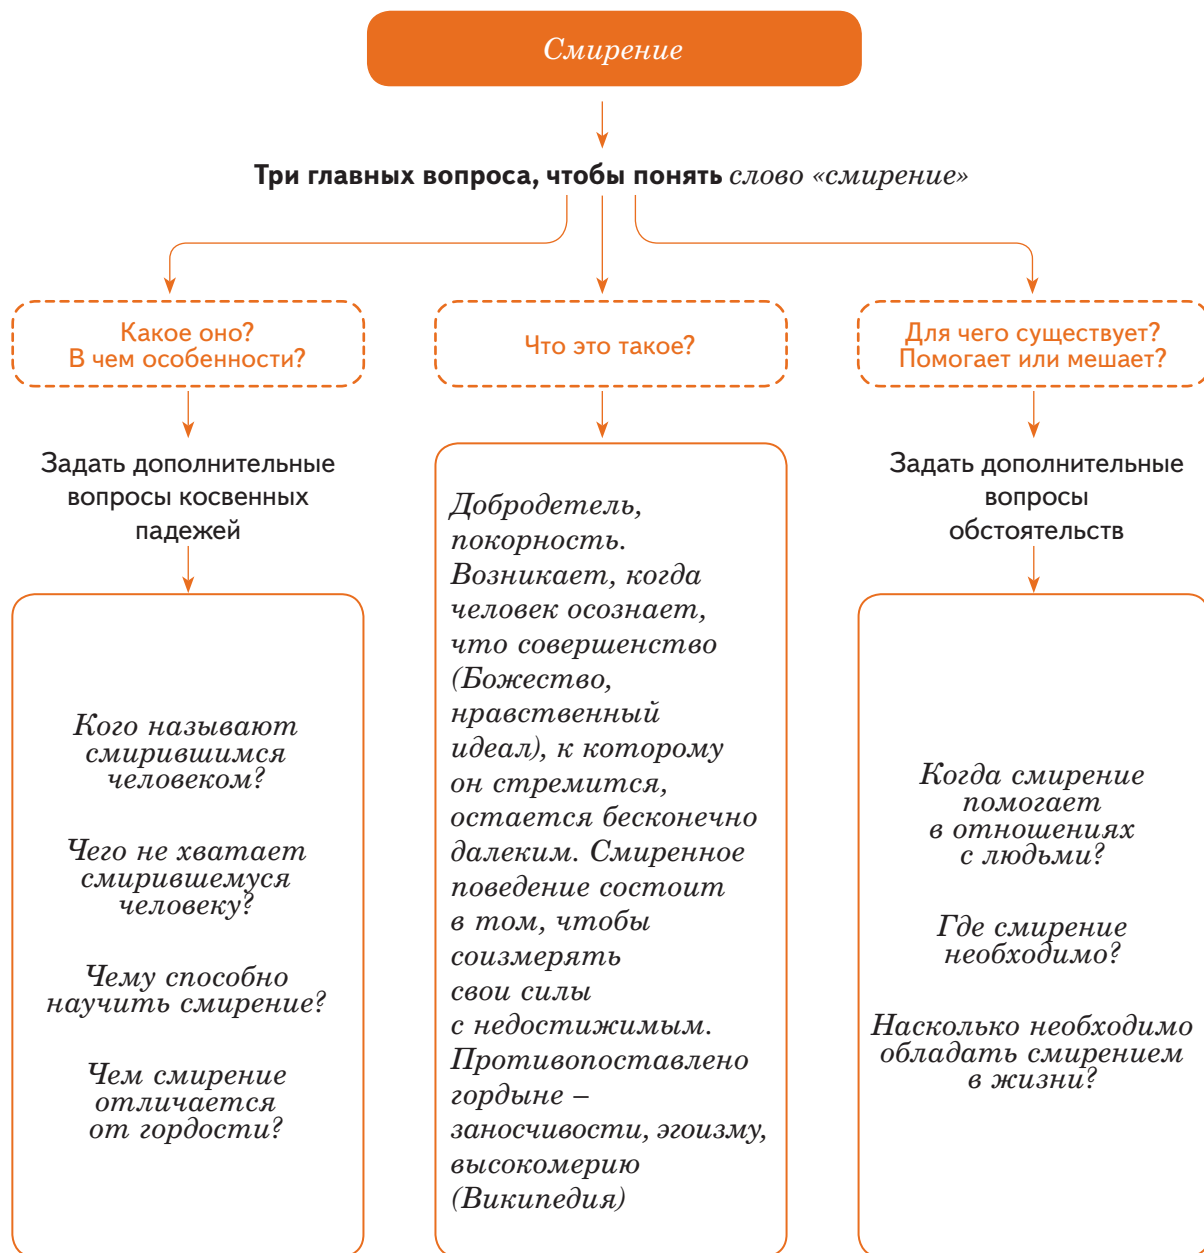 Смирение
Три главных вопроса, чтобы понять слово «смирение»
Какое оно?
В чем особенности?
Задать дополнительные
вопросы косвенных
падежей
Кого называют
смирившимся
человеком?
Чего не хватает
смирившемуся
человеку?
Чему способно
научить смирение?
Чем смирение
отличается
от гордости?
Что это такое?
Добродетель,
покорность.
Возникает, когда
человек осознает,
что совершенство
(Божество,
нравственный
идеал), к которому
он стремится,
остается бесконечно
далеким. Смиренное
поведение состоит
в том, чтобы
соизмерять
свои силы
с недостижимым.
Противопоставлено
гордыне –
заносчивости, эгоизму,
высокомерию
(Википедия)
Для чего существует?
Помогает или мешает?
Задать дополнительные
вопросы
обстоятельств
Когда смирение
помогает
в отношениях
с людьми?
Где смирение
необходимо?
Насколько необходимо
обладать смирением
в жизни?